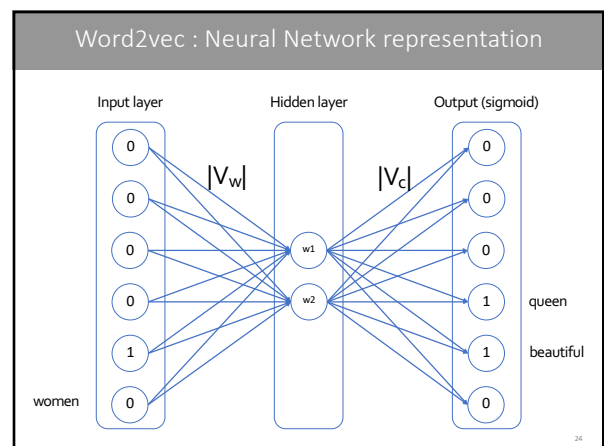 Word2vec : Neural Network representation
Input layer Hidden layer Output (sigmoid)
0 0
|Vw| |Vc|
0 0
0 w1 0
0 w2 1 queen
1 1 beautiful
women 0 0
24